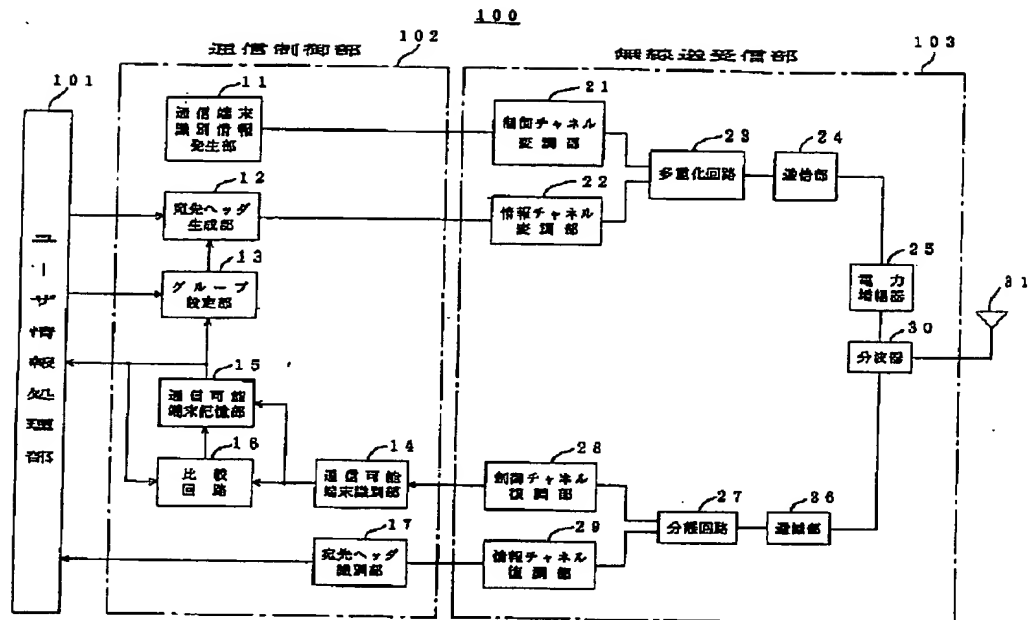 100
通信制御部
102
無線送受信部
103
101
ユーザ情報処理部
11
通信端末
識別情報
発生部
21
制御チャネル
変調部
23
多重化回路
24
送信部
12
宛先ヘッダ
生成部
22
情報チャネル
変調部
13
グループ
設定部
25
電力
増幅器
31
30
分波器
15
通信可能
端末記憶部
16
比較
回路
14
通信可能
端末識別部
28
制御チャネル
復調部
27
分離回路
26
17
宛先ヘッダ
識別部
29
情報チャネル
復調部